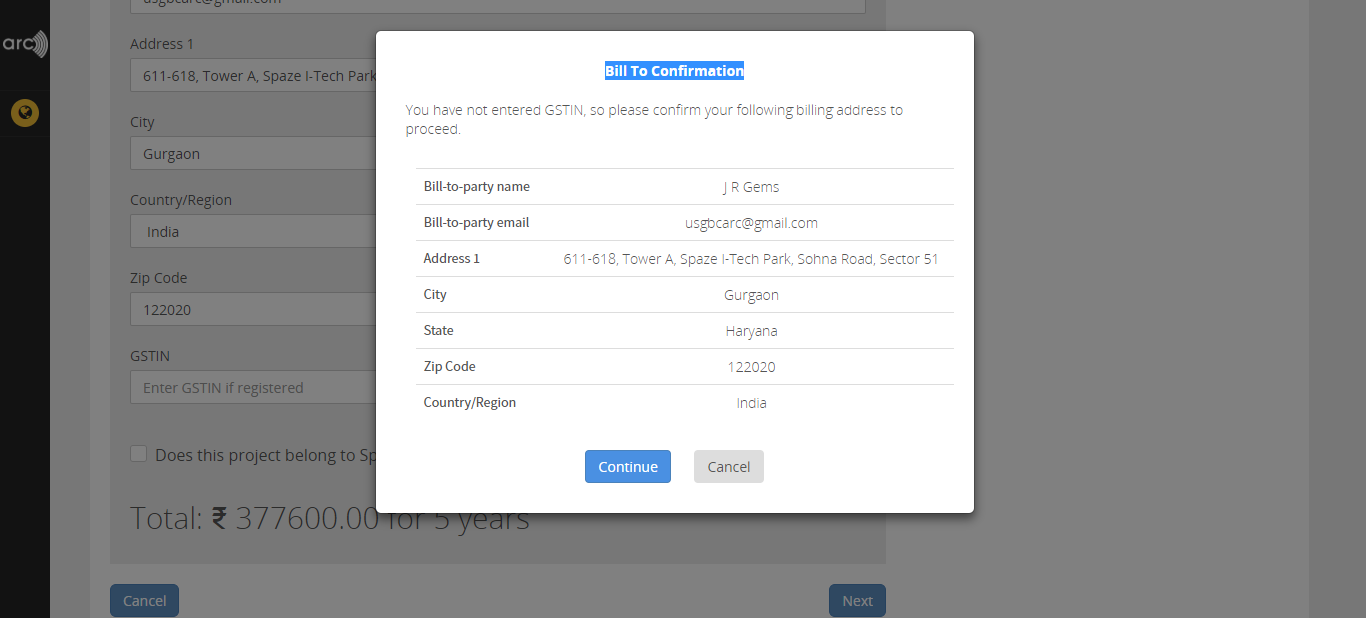 usgbcarc@gmail.com
arc
Address 1
611-618, Tower A, Spaze I-Tech Park
City
Gurgaon
Country/Region
India
Zip Code
122020
GSTIN
Enter GSTIN if registered
Does this project belong to Sp
Total: ₹ 377600.00 for 5 years
Cancel
Next
Bill To Confirmation
You have not entered GSTIN, so please confirm your following billing address to
proceed.
Bill-to-party name J R Gems
Bill-to-party email usgbcarc@gmail.com
Address 1 611-618, Tower A, Spaze I-Tech Park, Sohna Road, Sector 51
City Gurgaon
State Haryana
Zip Code 122020
Country/Region India
Continue Cancel